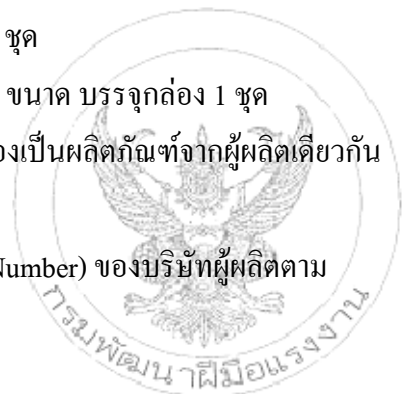 ชุด
ขนาด บรรจุกล่อง 1 ชุด
องเป็นผลิตภัณฑ์จากผู้ผลิตเดียวกัน
Number) ของบริษัทผู้ผลิตตาม
กรมพัฒนาฝีมือแรงงาน